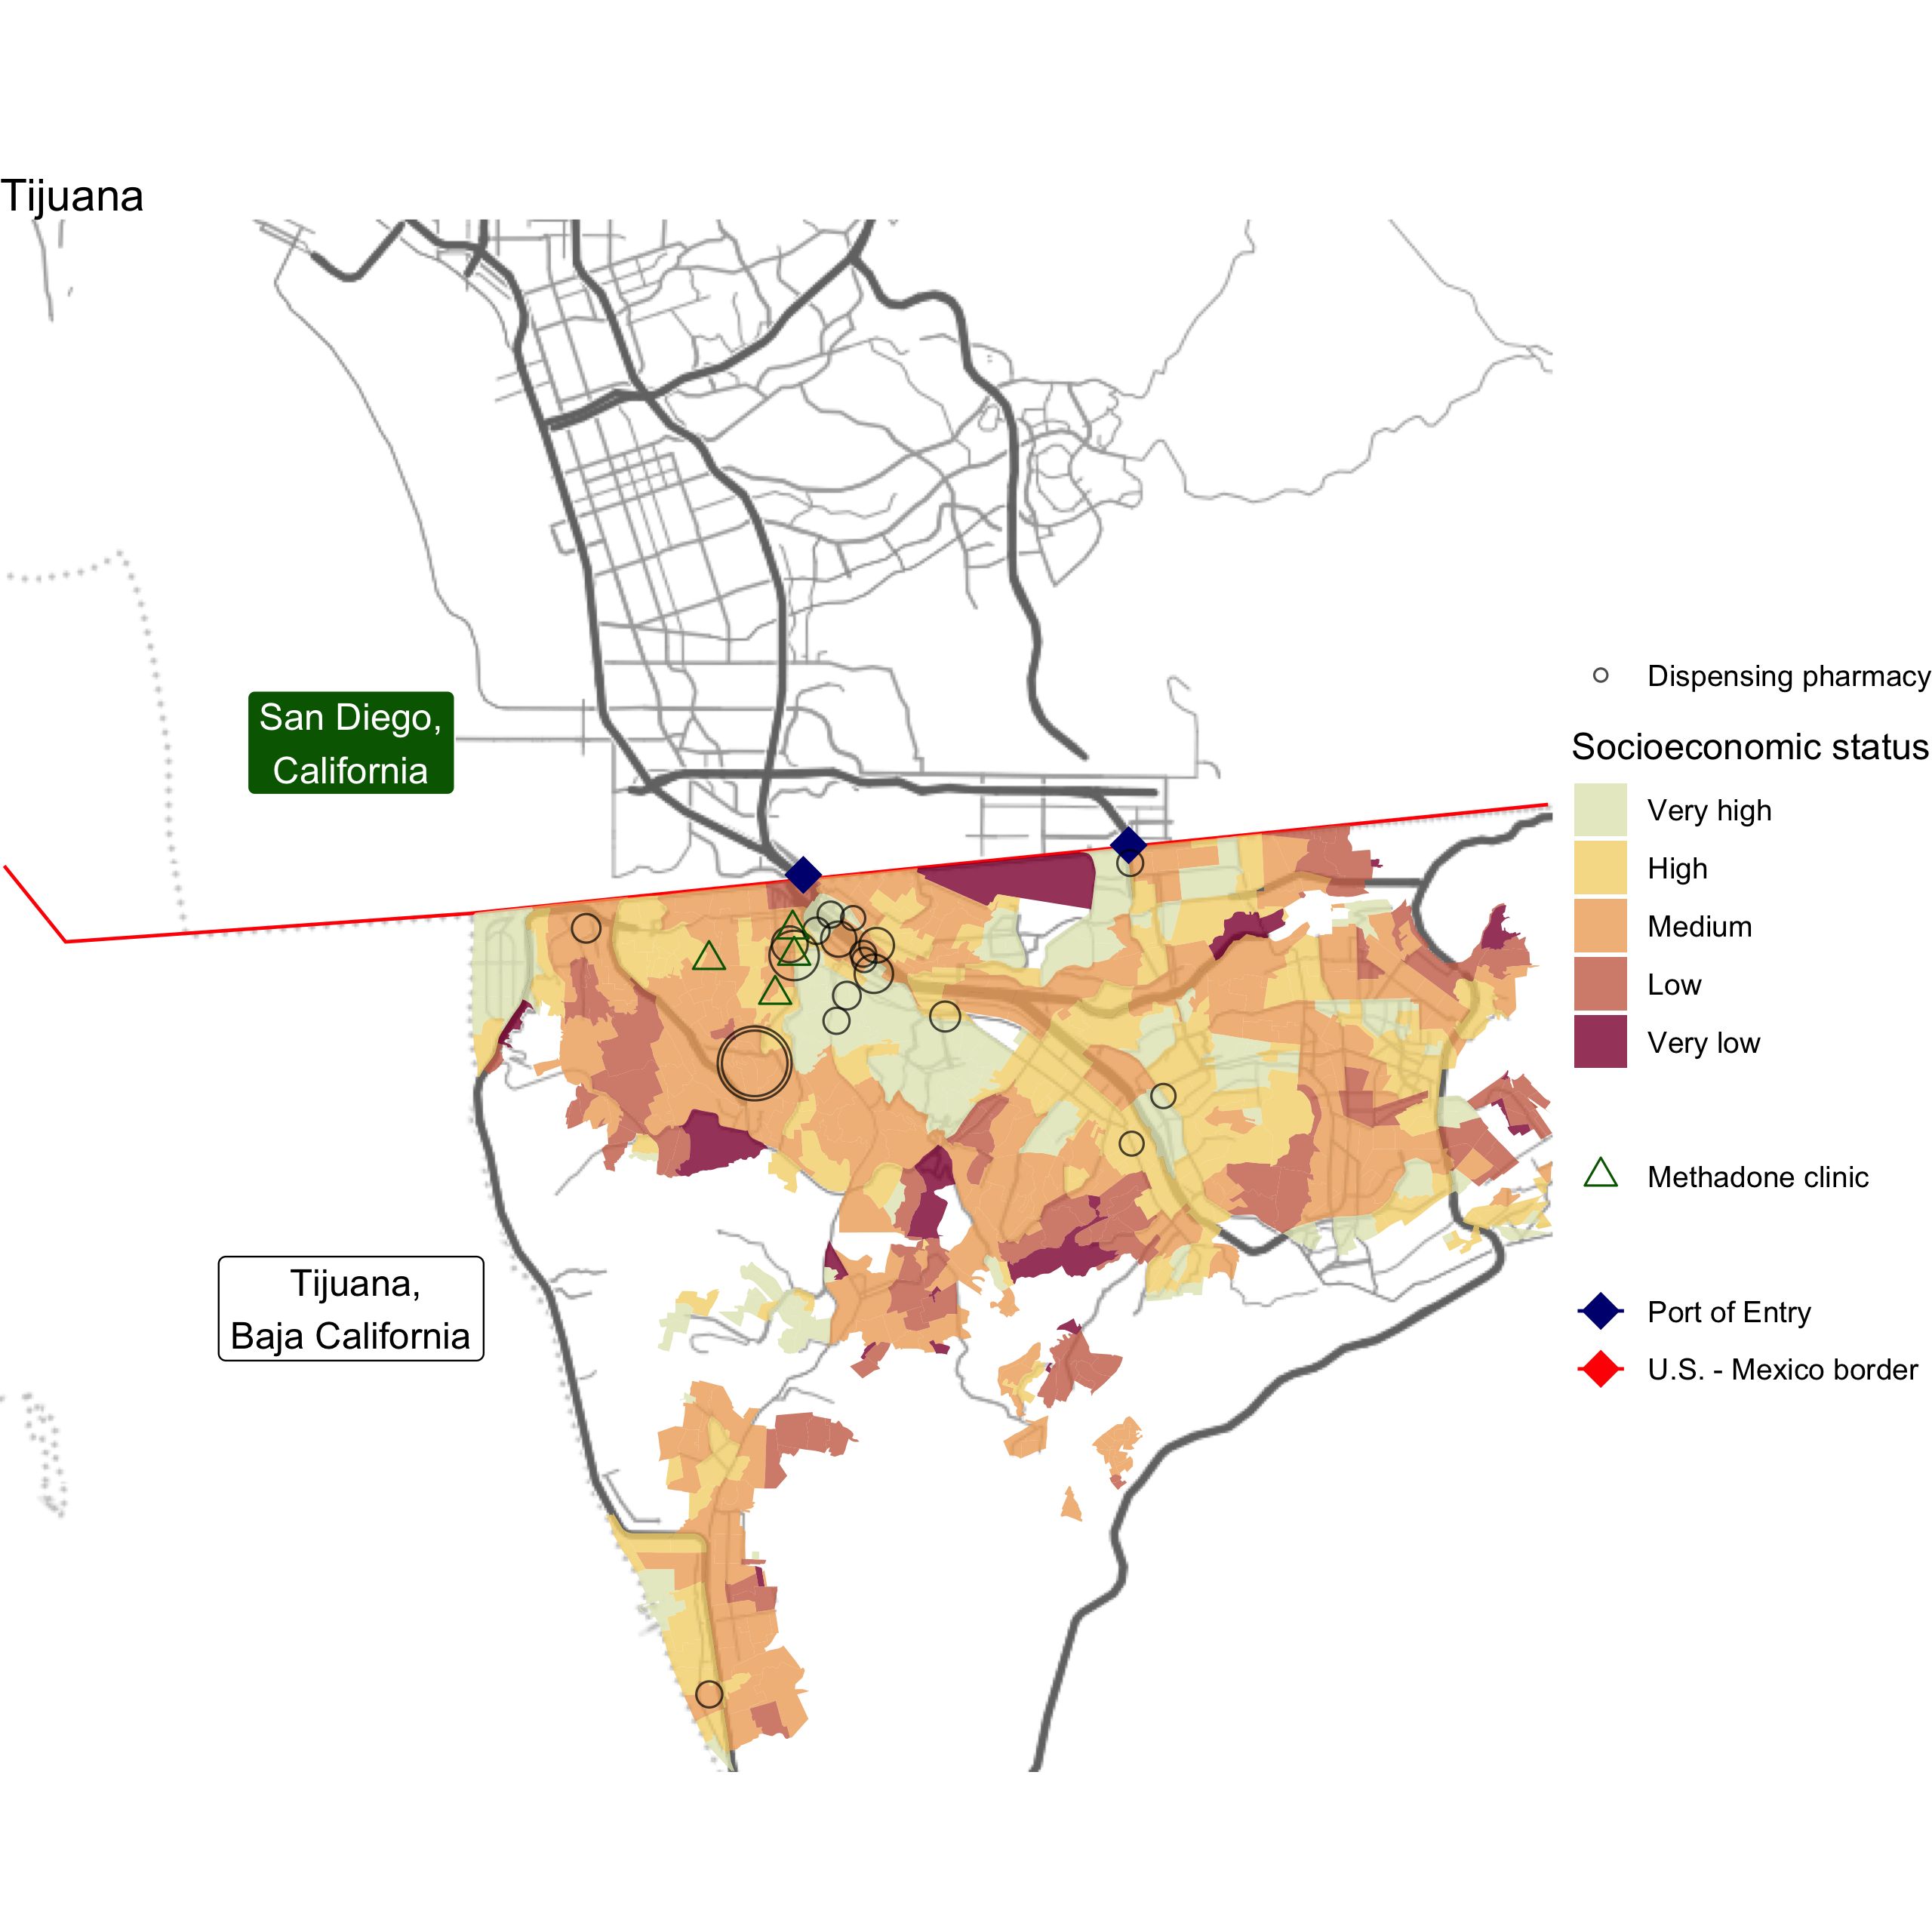 Tijuana
San Diego,
California
Tijuana,
Baja California
Dispensing pharmacy
Socioeconomic status
Very high
High
Medium
Low
Very low
Methadone clinic
Port of Entry
U.S. - Mexico border